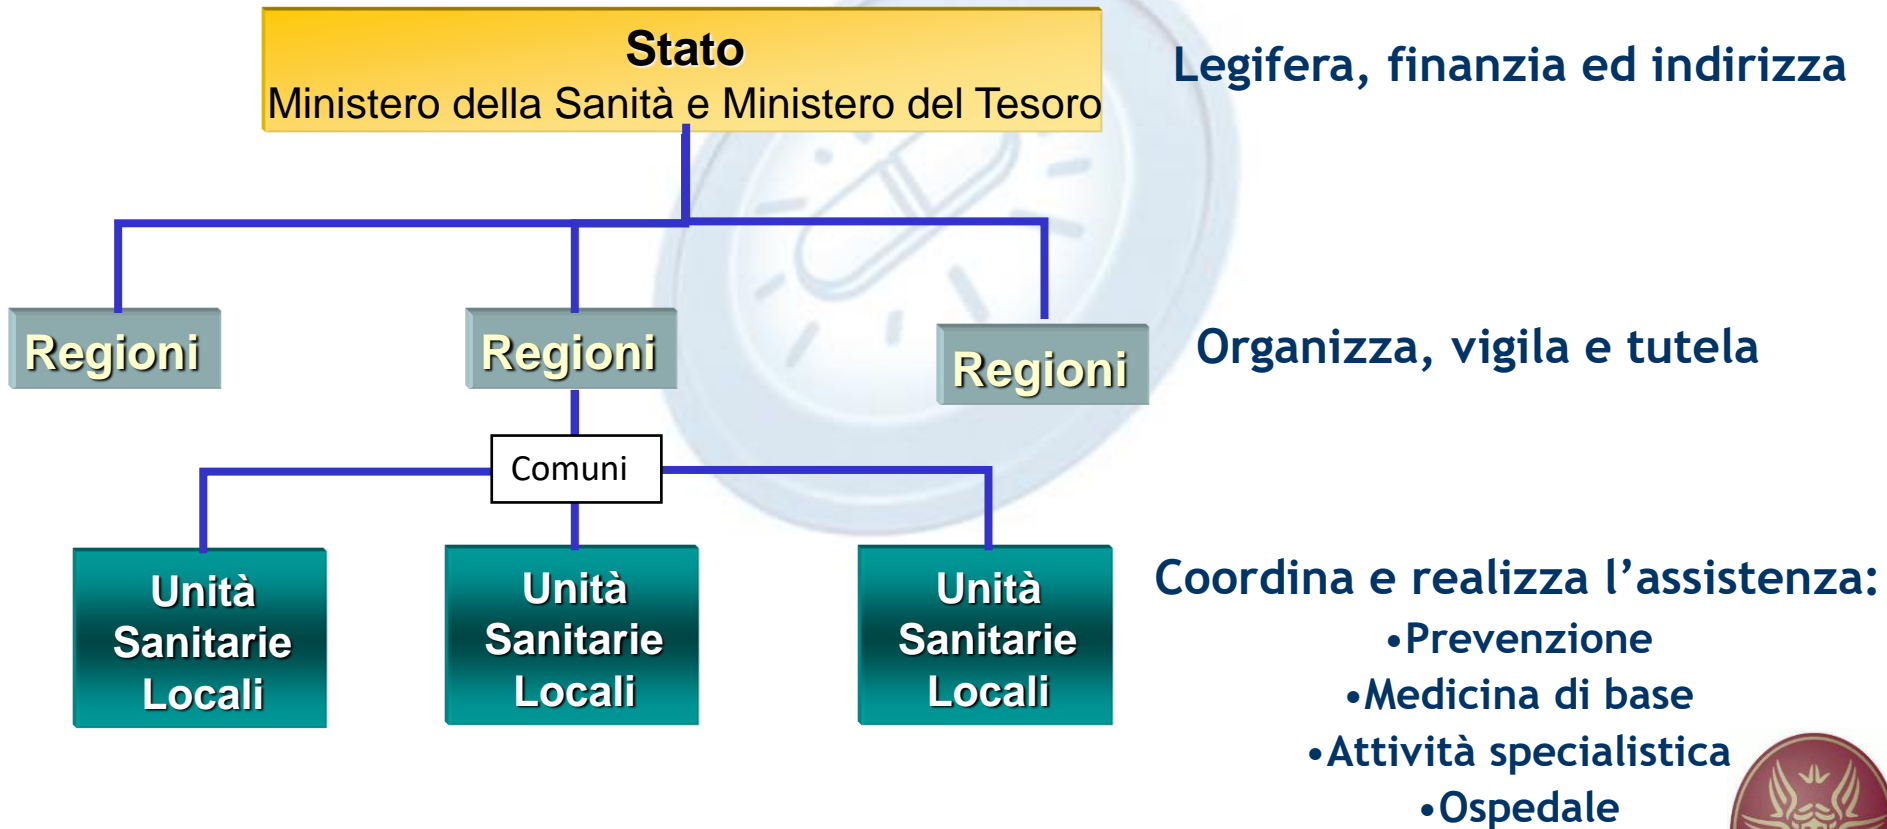 Stato
Ministero della Sanità e Ministero del Tesoro
Legifera, finanzia ed indirizza
Regioni
Regioni
Regioni
Organizza, vigila e tutela
Comuni
Unità
Sanitarie
Locali
Unità
Sanitarie
Locali
Unità
Sanitarie
Locali
Coordina e realizza l’assistenza:
•Prevenzione
•Medicina di base
•Attività specialistica
•Ospedale